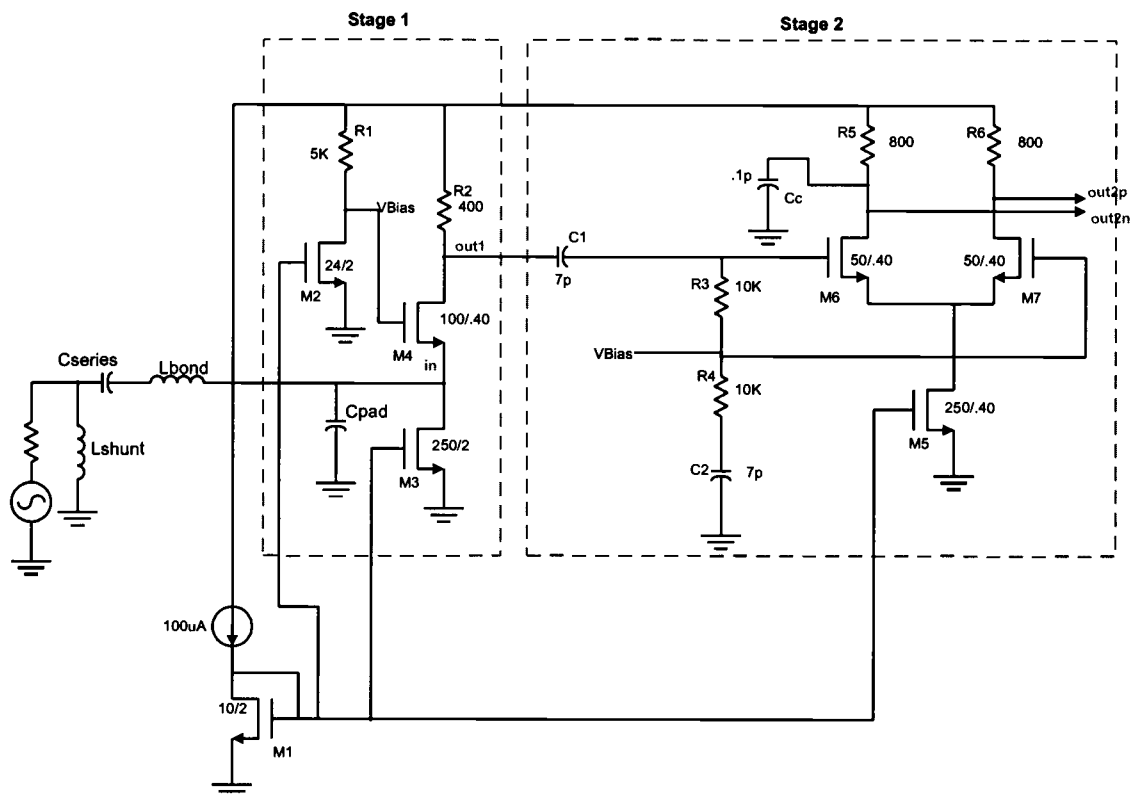 Stage 1
Stage 2
R1
5K
R2
400
VBias
out1
24/2
M2
100/.40
M4
in
Cseries
Lbond
Lshunt
Cpad
250/2
M3
C1
7p
R3
10K
VBias
R4
10K
C2
7p
.1p
Cc
R5
800
R6
800
out2p
out2n
50/.40
M6
50/.40
M7
250/.40
M5
100uA
10/2
M1